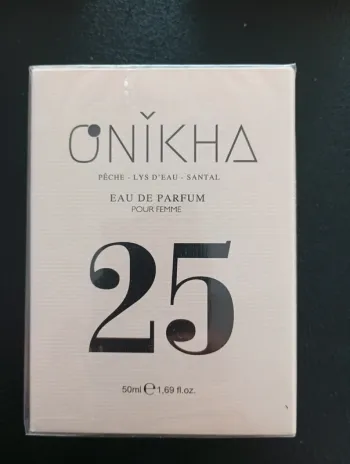 ONIKHA
PÊCHE - LYS D'EAU - SANTAL
EAU DE PARFUM
POUR FEMME
25
50ml ℮ 1,69 fl.oz.